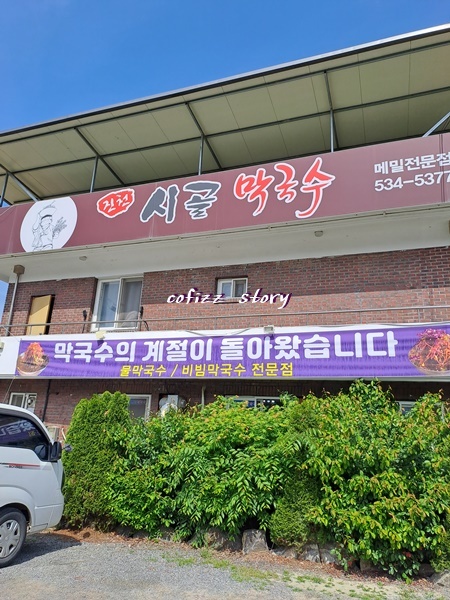 진천 시골 막국수
메밀전문점
534-5377
cofizz story
막국수의 계절이 돌아왔습니다
물막국수 / 비빔막국수 전문점